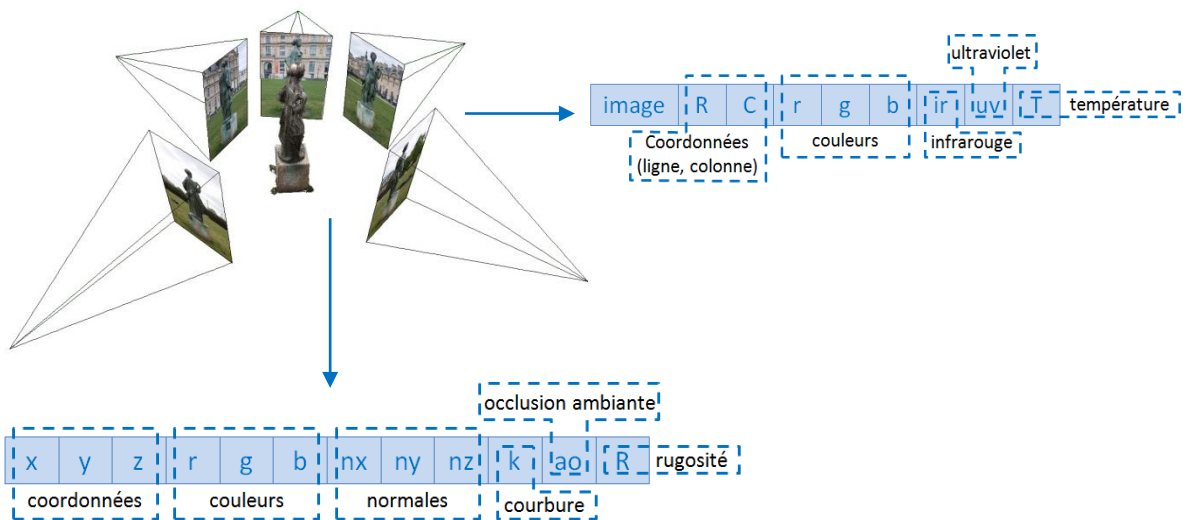 ultraviolet
image R C r g b ir uv T température
Coordonnées
(ligne, colonne)
couleurs
infrarouge
occlusion ambiante
x y z r g b nx ny nz k ao R rugosité
coordonnées
couleurs
normales
courbure